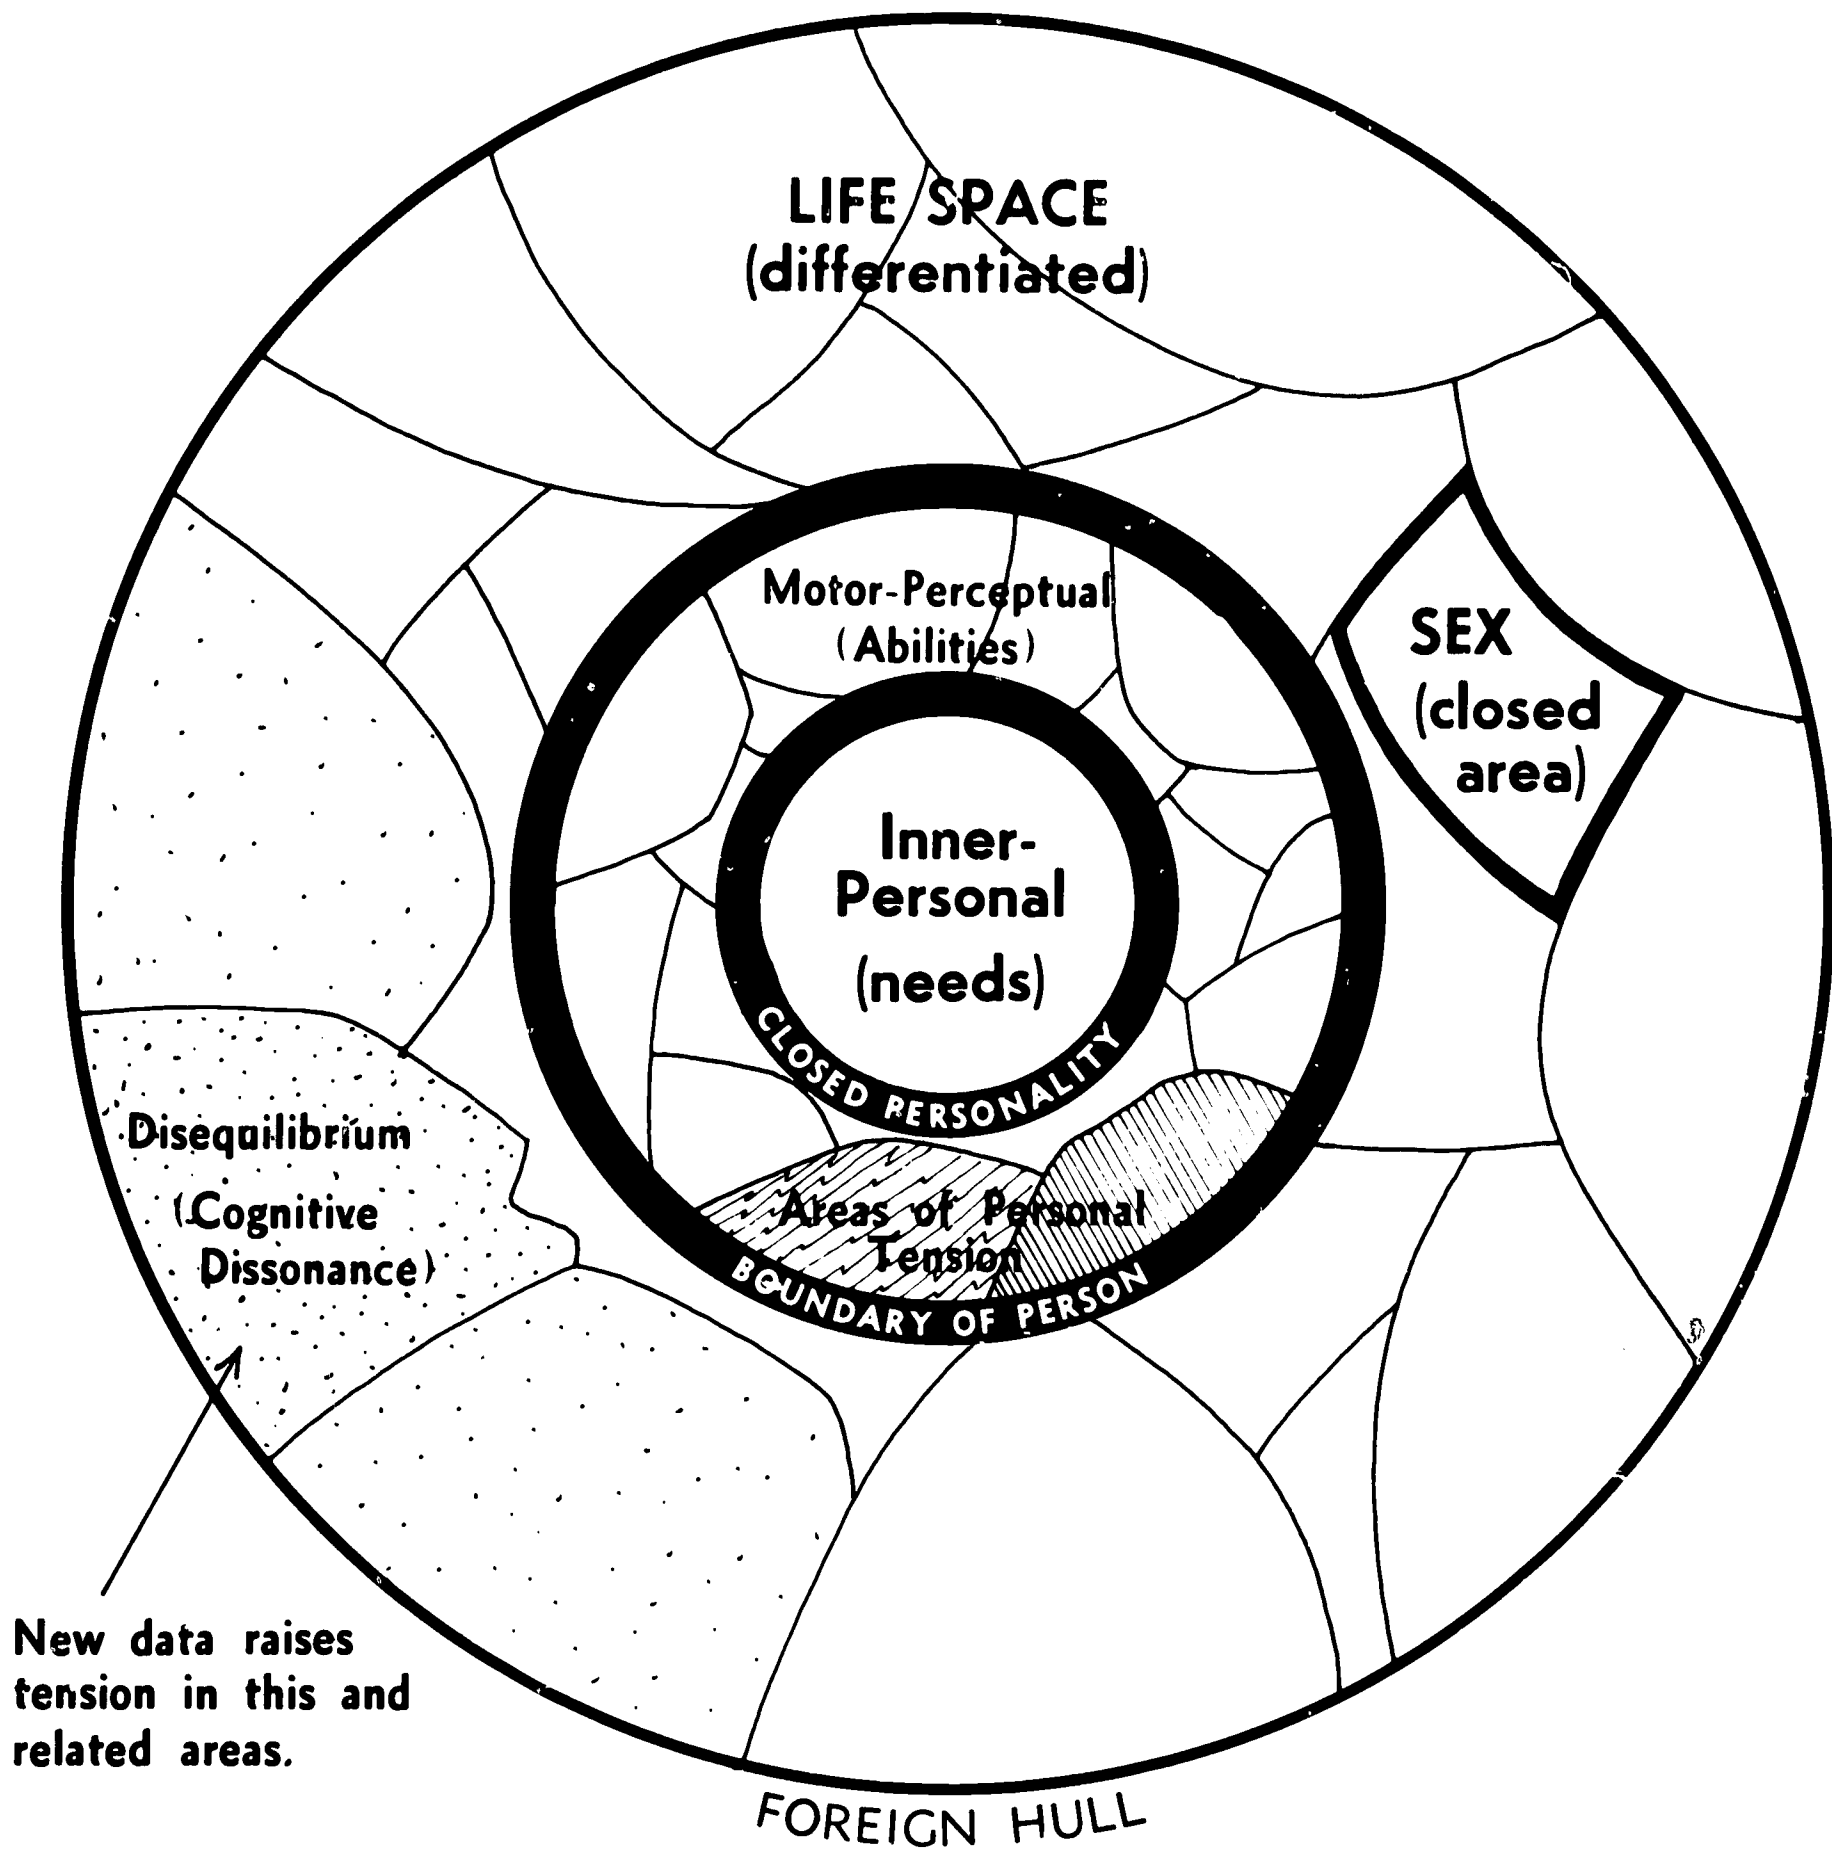 LIFE SPACE
(differentiated)
Motor-Perceptual
(Abilities)
SEX
(closed
area)
Inner-
Personal
(needs)
CLOSED PERSONALITY
Disequilibrium
(Cognitive
Dissonance)
Areas of Personal
Tension
BOUNDARY OF PERSON
New data raises
tension in this and
related areas.
FOREIGN HULL